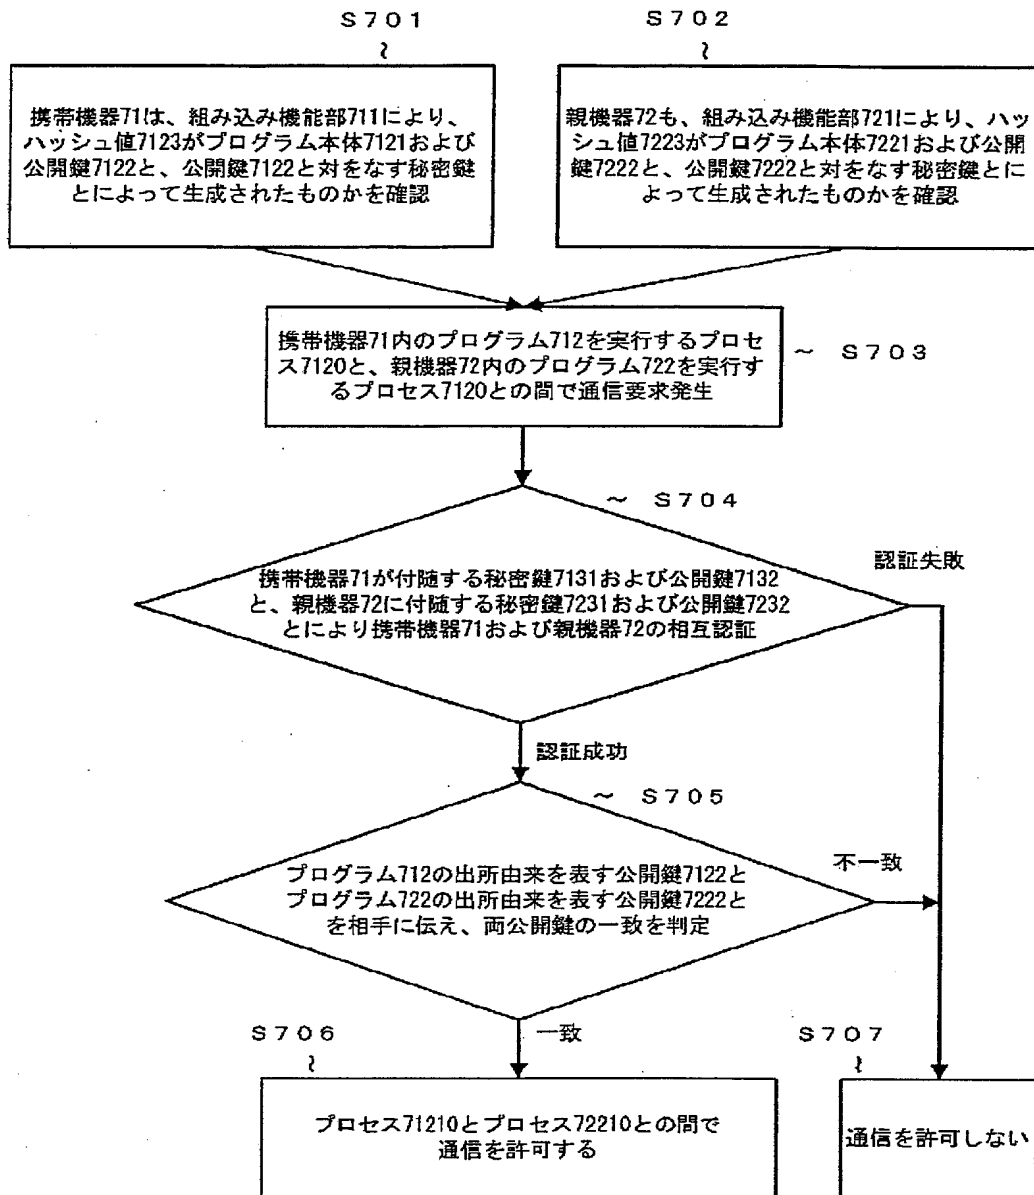 S701
S702
携帯機器71は、組み込み機能部711により、
ハッシュ値7123がプログラム本体7121および
公開鍵7122と、公開鍵7122と対をなす秘密鍵
とによって生成されたものかを確認
親機器72も、組み込み機能部721により、ハッ
シュ値7223がプログラム本体7221および公開
鍵7222と、公開鍵7222と対をなす秘密鍵とに
よって生成されたものかを確認
携帯機器71内のプログラム712を実行するプロセ
ス7120と、親機器72内のプログラム722を実行す
るプロセス7120との間で通信要求発生
~ S703
~ S704
携帯機器71が付随する秘密鍵7131および公開鍵7132
と、親機器72に付随する秘密鍵7231および公開鍵7232
とにより携帯機器71および親機器72の相互認証
認証失敗
認証成功
~ S705
プログラム712の出所由来を表す公開鍵7122と
プログラム722の出所由来を表す公開鍵7222と
を相手に伝え、両公開鍵の一致を判定
不一致
一致
S706
S707
プロセス71210とプロセス72210との間で
通信を許可する
通信を許可しない